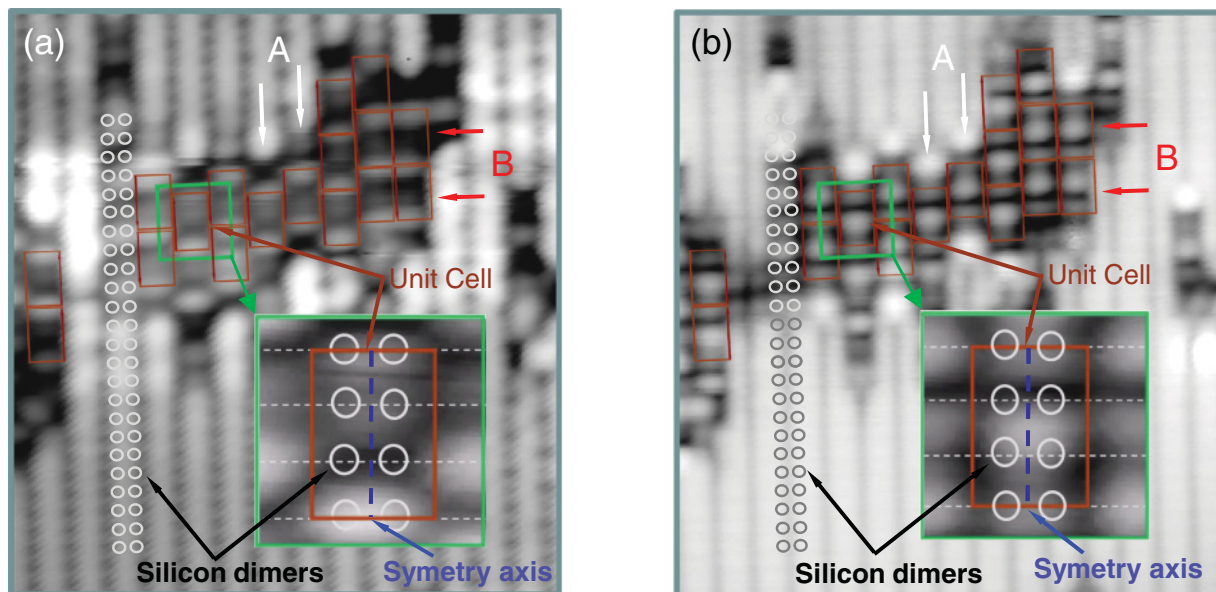 (a)
A
B
Unit Cell
Silicon dimers
Symetry axis
(b)
A
B
Unit Cell
Silicon dimers
Symetry axis